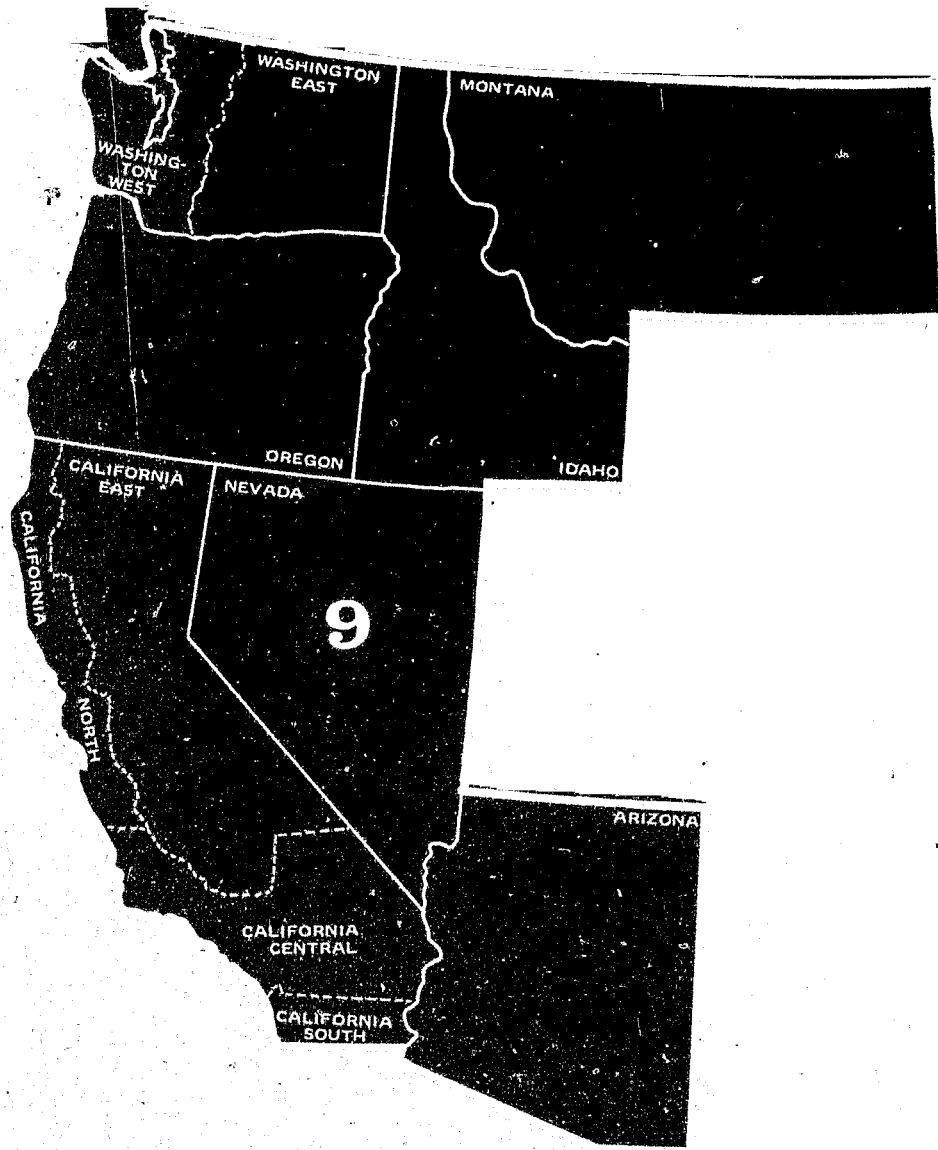 WASHINGTON
EAST
MONTANA
WASHING-
TON
WEST
OREGON
IDAHO
CALIFORNIA
EAST
NEVADA
CALIFORNIA
NORTH
9
ARIZONA
CALIFORNIA
CENTRAL
CALIFORNIA
SOUTH